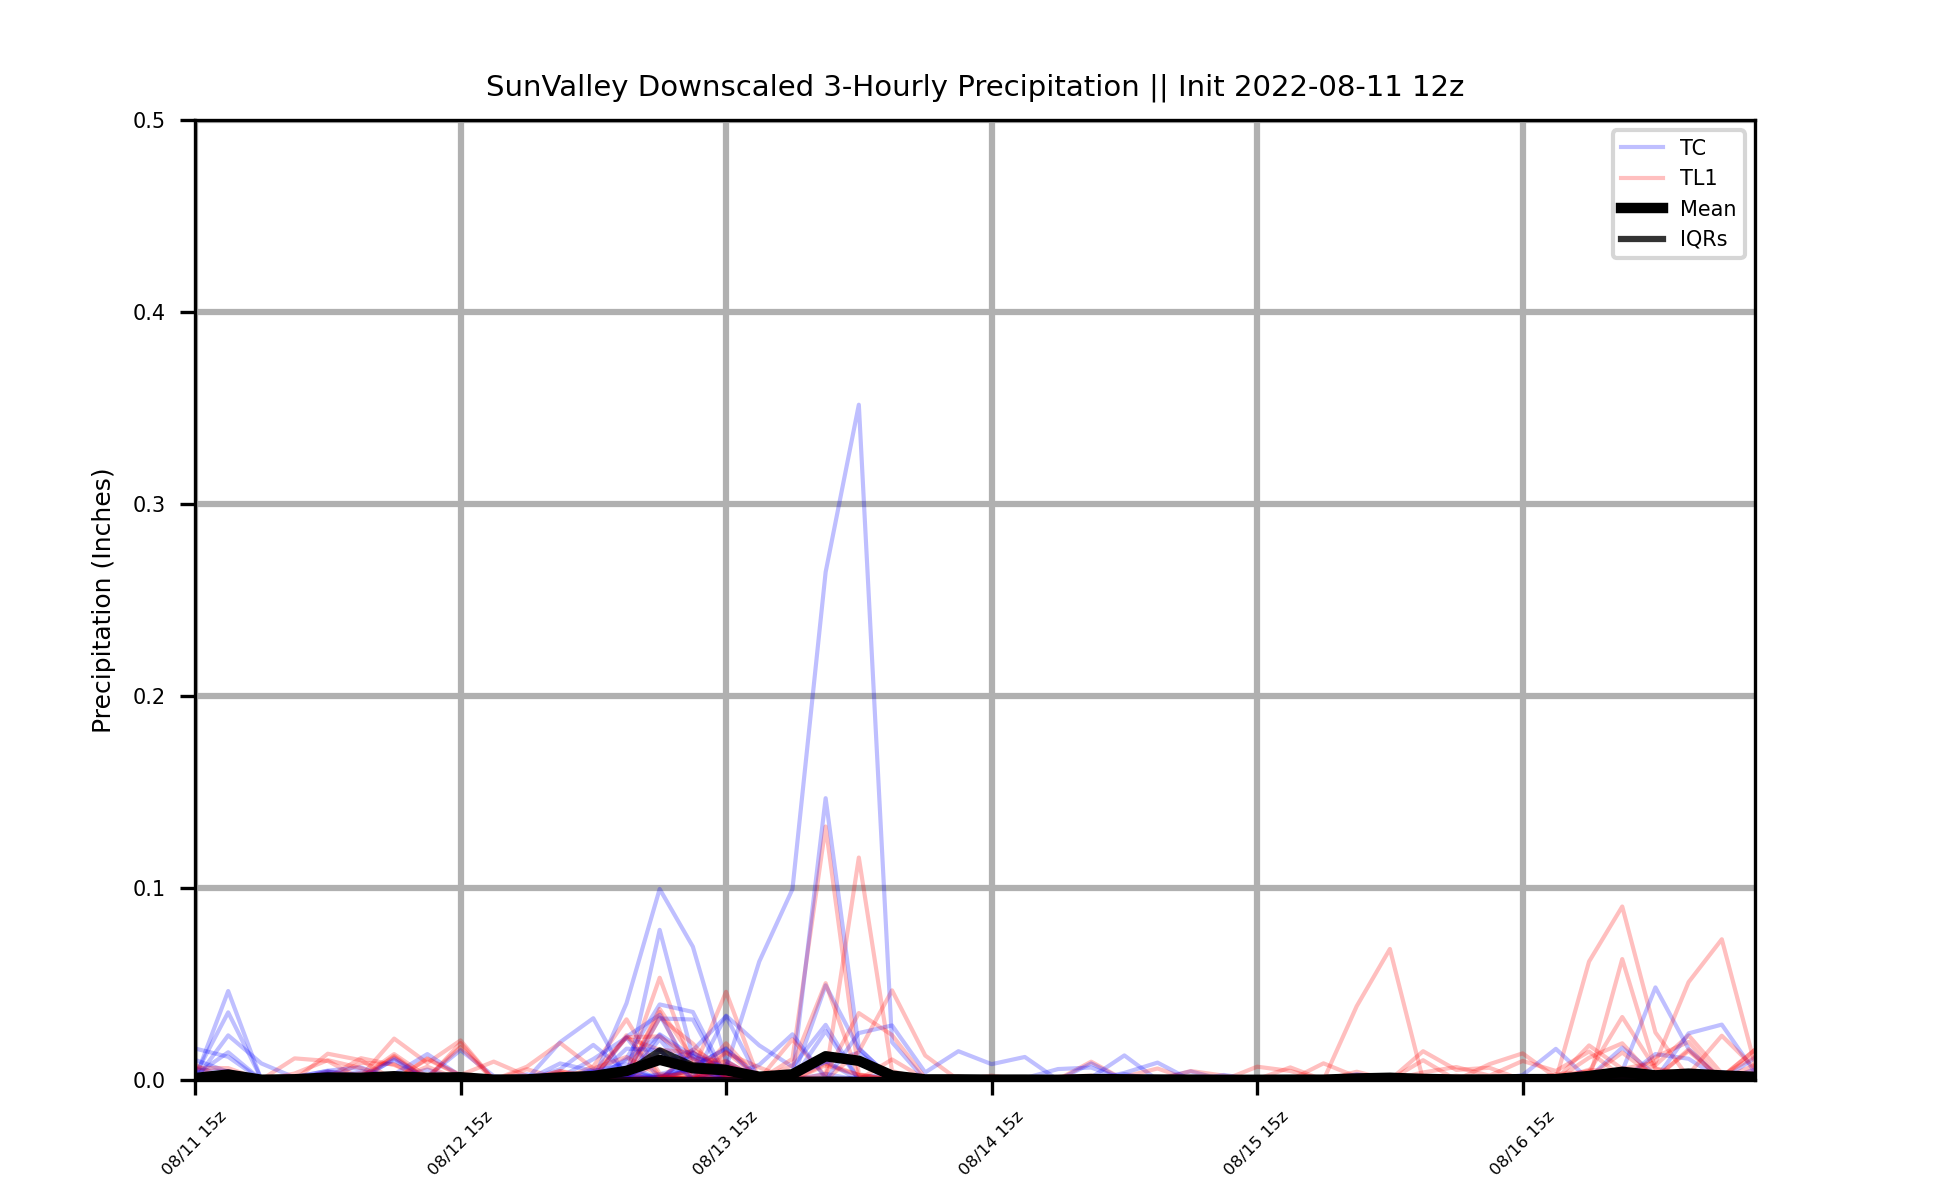 SunValley Downscaled 3-Hourly Precipitation || Init 2022-08-11 12z
0.5
0.4
0.3
0.2
0.1
0.0
Precipitation (Inches)
TC
TL1
Mean
IQRs
08/11 15z
08/12 15z
08/13 15z
08/14 15z
08/15 15z
08/16 15z